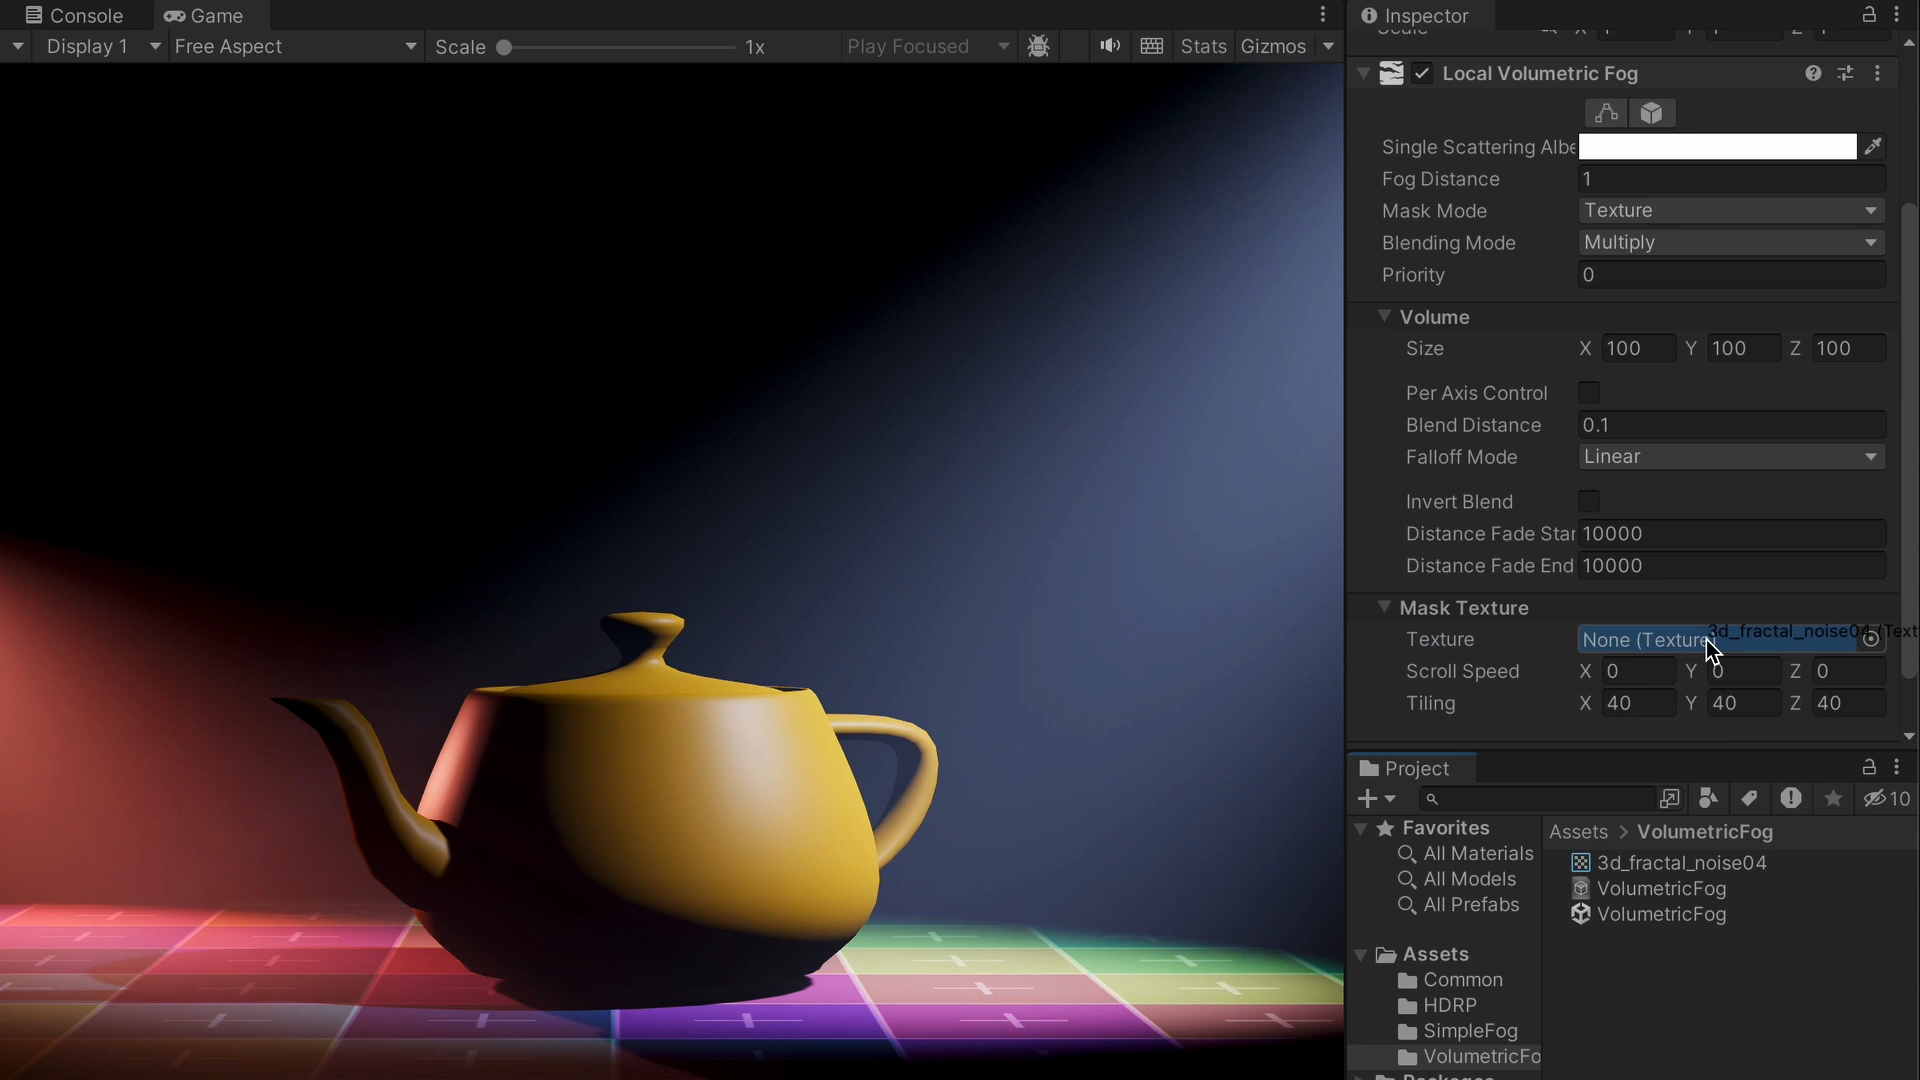 Console Game
Display 1 Free Aspect Scale 1x Play Focused Stats Gizmos
Inspector
Scale
Local Volumetric Fog
Single Scattering Albe
Fog Distance 1
Mask Mode Texture
Blending Mode Multiply
Priority 0
Volume
Size X 100 Y 100 Z 100
Per Axis Control
Blend Distance 0.1
Falloff Mode Linear
Invert Blend
Distance Fade Star 10000
Distance Fade End 10000
Mask Texture
Texture None (Texture 3d_fractal_noise04 (Text
Scroll Speed X 0 Y 0 Z 0
Tiling X 40 Y 40 Z 40
Project
10
Favorites
All Materials
All Models
All Prefabs
Assets
Common
HDRP
SimpleFog
VolumetricFo
Packages
Assets > VolumetricFog
3d_fractal_noise04
VolumetricFog
VolumetricFog